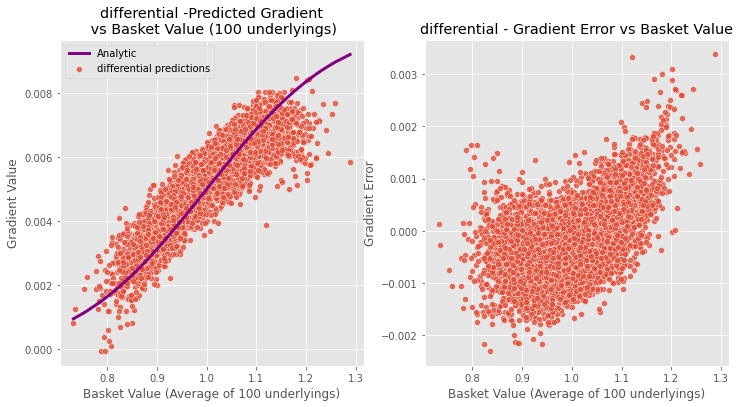 differential -Predicted Gradient
vs Basket Value (100 underlyings)
Analytic
differential predictions
Gradient Value
0.008
0.006
0.004
0.002
0.000
0.8
0.9
1.0
1.1
1.2
1.3
Basket Value (Average of 100 underlyings)
differential - Gradient Error vs Basket Value
Gradient Error
0.003
0.002
0.001
0.000
−0.001
−0.002
0.8
0.9
1.0
1.1
1.2
1.3
Basket Value (Average of 100 underlyings)